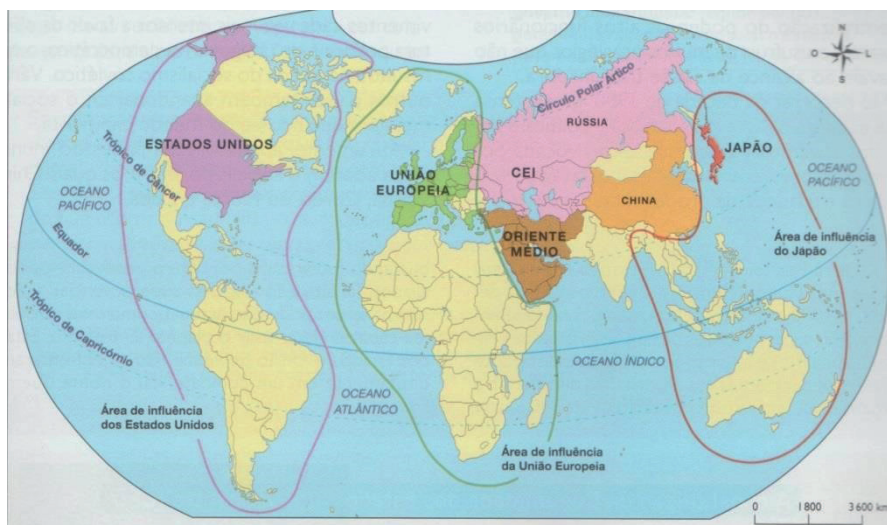 N
O
L
S
Círculo Polar Ártico
RÚSSIA
ESTADOS UNIDOS
UNIÃO
EUROPEIA
CEI
JAPÃO
Trópico de Câncer
OCEANO
PACÍFICO
OCEANO
PACÍFICO
CHINA
ORIENTE
MÉDIO
Área de influência
do Japão
Equador
Trópico de Capricórnio
OCEANO ÍNDICO
OCEANO
ATLÂNTICO
Área de influência
dos Estados Unidos
Área de influência
da União Europeia
0
1 800
3 600 km